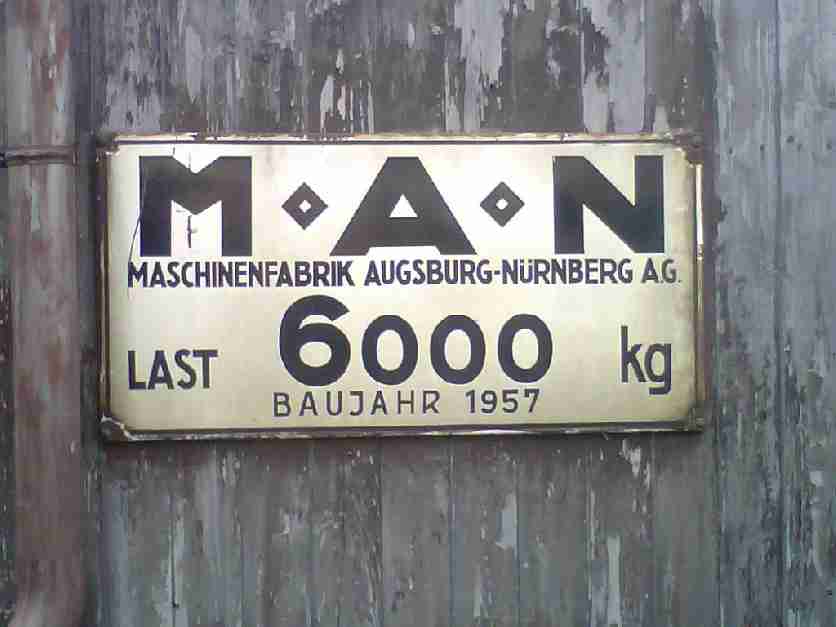 M·A·N
MASCHINENFABRIK AUGSBURG-NÜRNBERG A.G.
LAST 6000 kg
BAUJAHR 1957